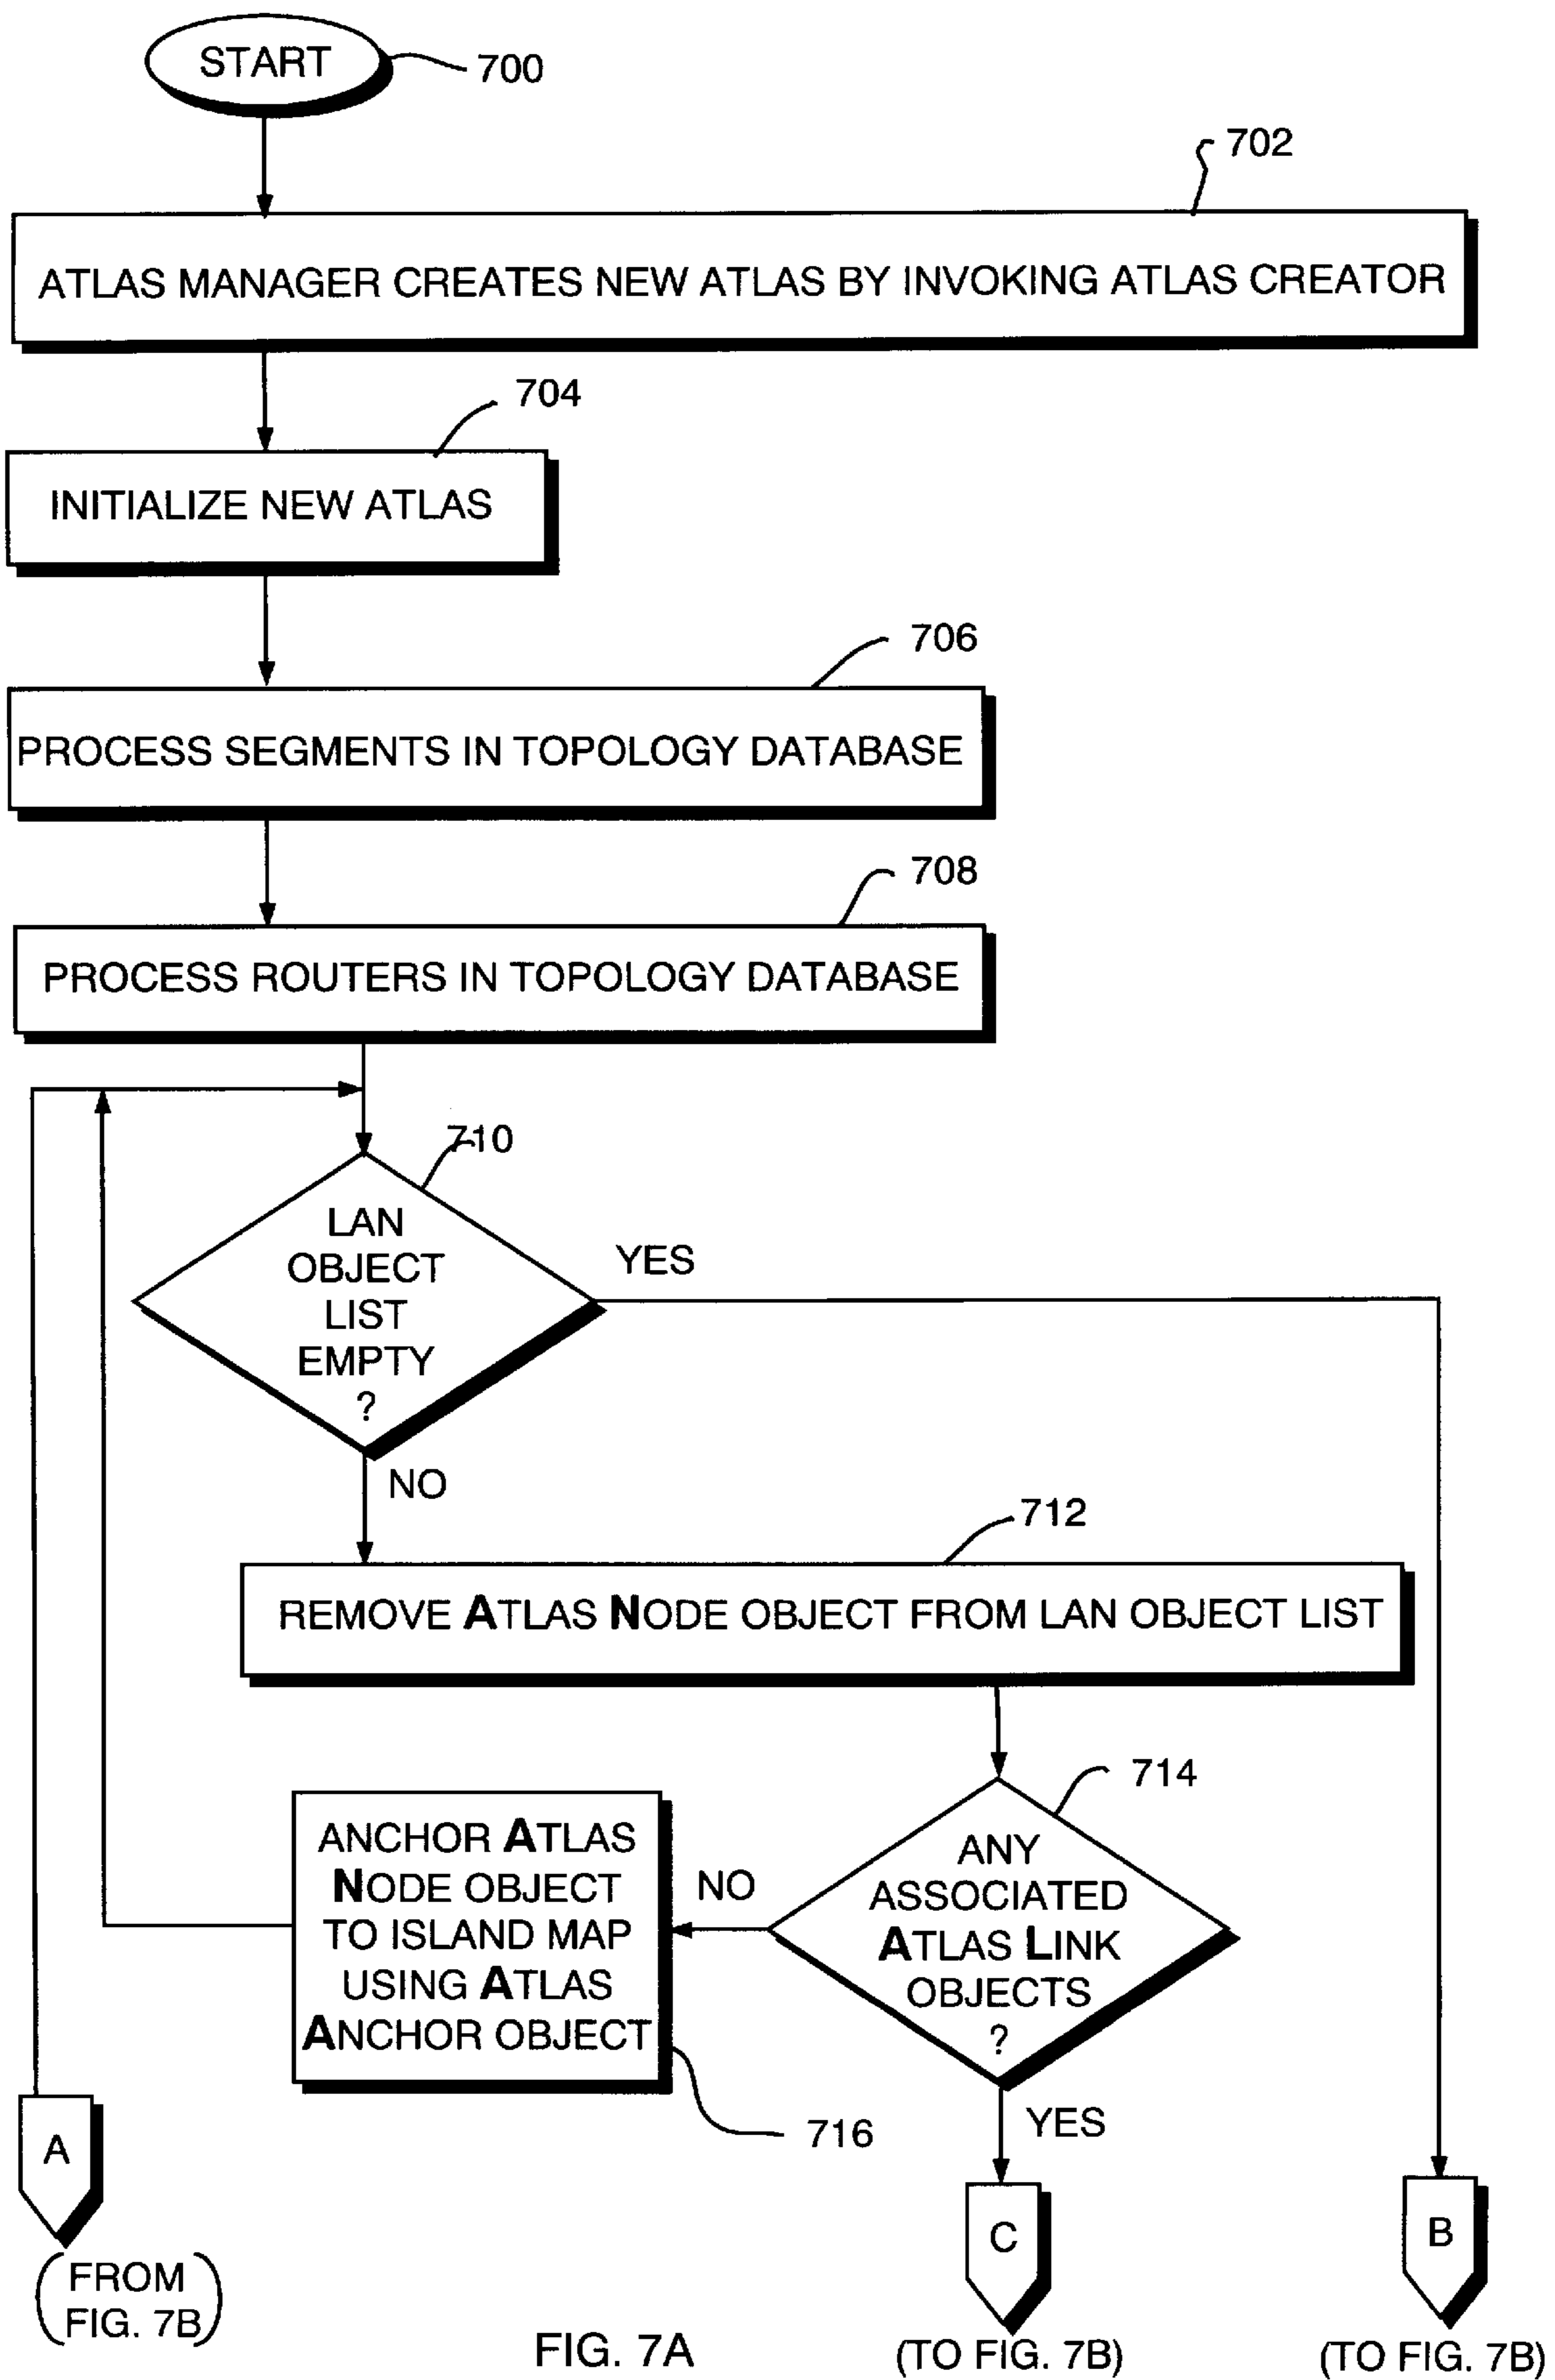 START
700
702
ATLAS MANAGER CREATES NEW ATLAS BY INVOKING ATLAS CREATOR
704
INITIALIZE NEW ATLAS
706
PROCESS SEGMENTS IN TOPOLOGY DATABASE
708
PROCESS ROUTERS IN TOPOLOGY DATABASE
710
LAN
OBJECT
LIST
EMPTY
?
YES
NO
712
REMOVE ATLAS NODE OBJECT FROM LAN OBJECT LIST
714
ANY
ASSOCIATED
ATLAS LINK
OBJECTS
?
NO
ANCHOR ATLAS
NODE OBJECT
TO ISLAND MAP
USING ATLAS
ANCHOR OBJECT
716
YES
A
(FROM
FIG. 7B)
C
(TO FIG. 7B)
B
(TO FIG. 7B)
FIG. 7A